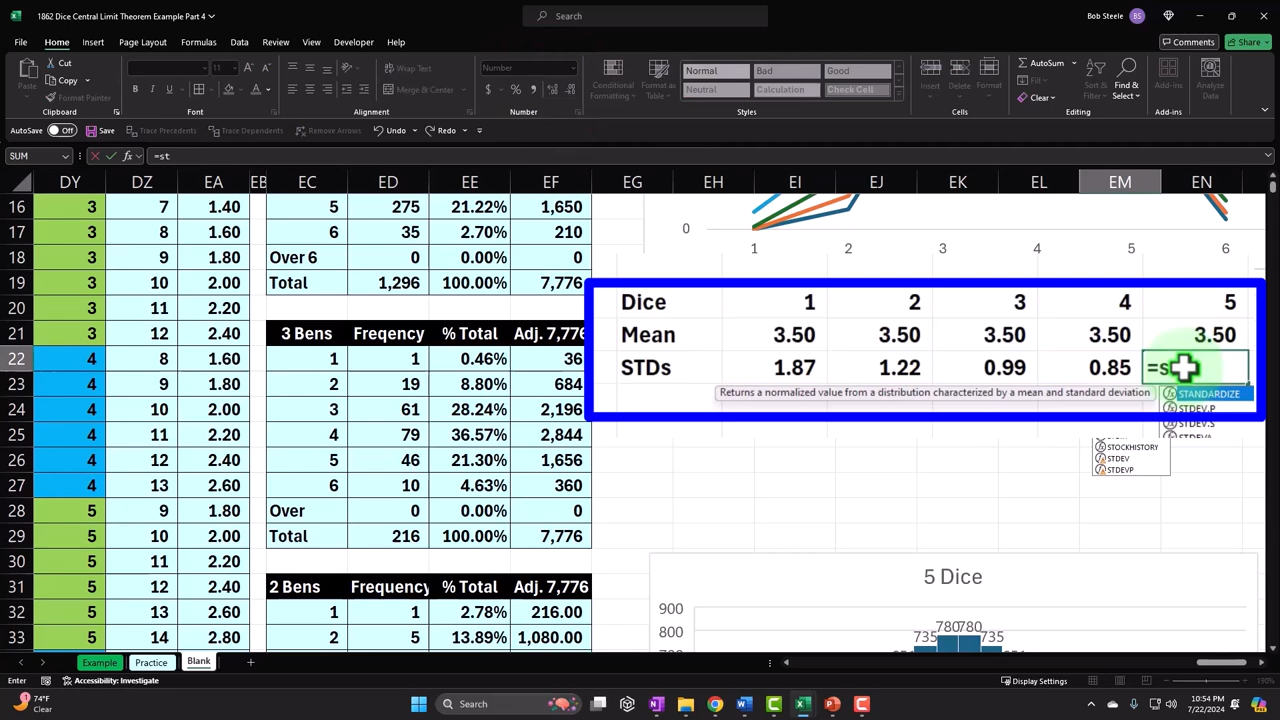 1862 Dice Central Limit Theorem Example Part 4
Search
Bob Steele
BS
File Home Insert Page Layout Formulas Data Review View Developer Help
Comments
Share
Cut
Copy
Format Painter
Paste
Clipboard
11
Font
Wrap Text
Merge & Center
Alignment
Number
Number
Conditional Formatting
Format as Table
Normal Bad Good
Neutral Calculation Check Cell
Styles
Insert Delete Format
Cells
AutoSum
Fill
Clear
Sort & Filter
Find & Select
Editing
Add-ins
Add-ins
Analyze Data
AutoSave Off Save Trace Precedents Trace Dependents Remove Arrows Undo Redo
SUM
fx =st
DY DZ EA EB EC ED EE EF EG EH EI EJ EK EL EM EN
16 3 7 1.40 5 275 21.22% 1,650
17 3 8 1.60 6 35 2.70% 210
18 3 9 1.80 Over 6 0 0.00% 0
19 3 10 2.00 Total 1,296 100.00% 7,776
20 3 11 2.20
21 3 12 2.40 3 Bens Freqency % Total Adj. 7,776
22 4 8 1.60 1 1 0.46% 36
23 4 9 1.80 2 19 8.80% 684
24 4 10 2.00 3 61 28.24% 2,196
25 4 11 2.20 4 79 36.57% 2,844
26 4 12 2.40 5 46 21.30% 1,656
27 4 13 2.60 6 10 4.63% 360
28 5 9 1.80 Over 0 0.00% 0
29 5 10 2.00 Total 216 100.00% 7,776
30 5 11 2.20
31 5 12 2.40 2 Bens Frequency % Total Adj. 7,776
32 5 13 2.60 1 1 2.78% 216.00
33 5 14 2.80 2 5 13.89% 1,080.00
0
1 2 3 4 5 6
Dice 1 2 3 4 5
Mean 3.50 3.50 3.50 3.50 3.50
STDs 1.87 1.22 0.99 0.85 =s
Returns a normalized value from a distribution characterized by a mean and standard deviation
STANDARDIZE
STDEV.P
STDEV.S
STDEVA
STOCKHISTORY
STDEV
STDEVP
5 Dice
900
800
735 780 780 735
Example Practice Blank
Enter
Accessibility: Investigate
Display Settings
190%
74°F
Clear
Search
10:54 PM
7/22/2024